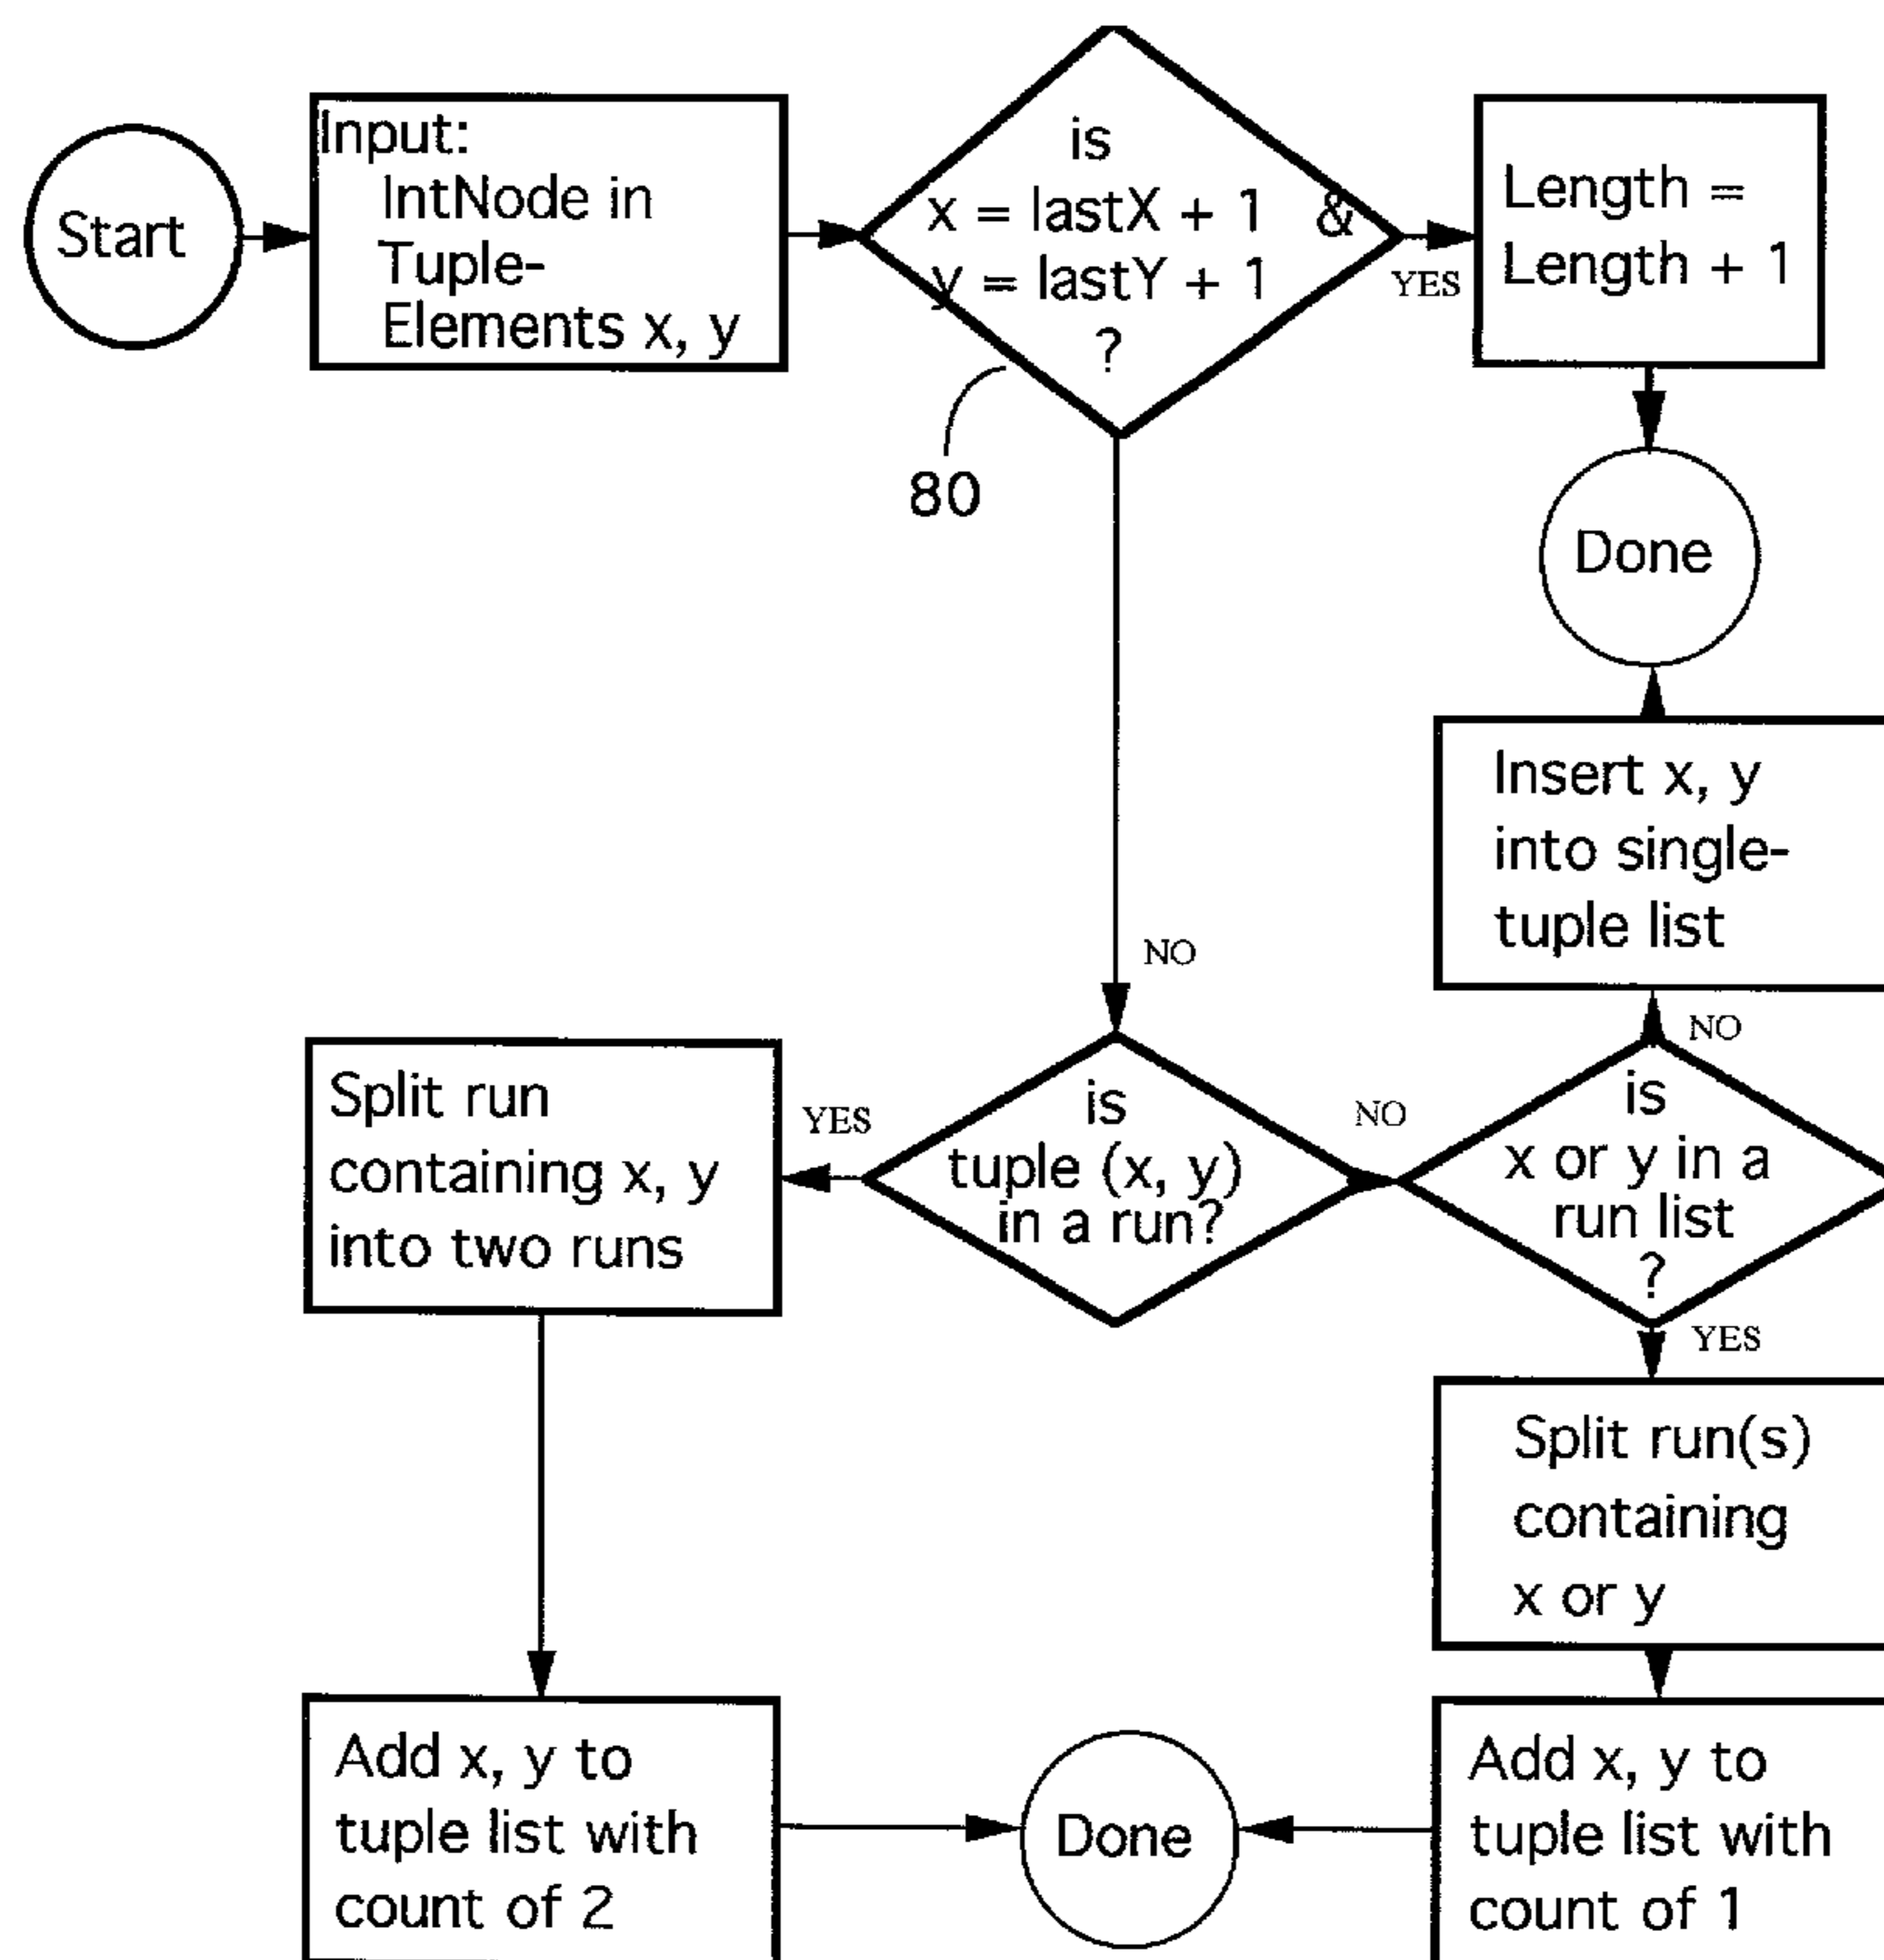 Start
Input:
IntNode in
Tuple-
Elements x, y
is
x = lastX + 1 &
y = lastY + 1
?
YES
Length =
Length + 1
80
Done
Insert x, y
into single-
tuple list
NO
NO
Split run
containing x, y
into two runs
YES
is
tuple (x, y)
in a run?
NO
is
x or y in a
run list
?
YES
Split run(s)
containing
x or y
Add x, y to
tuple list with
count of 2
Done
Add x, y to
tuple list with
count of 1